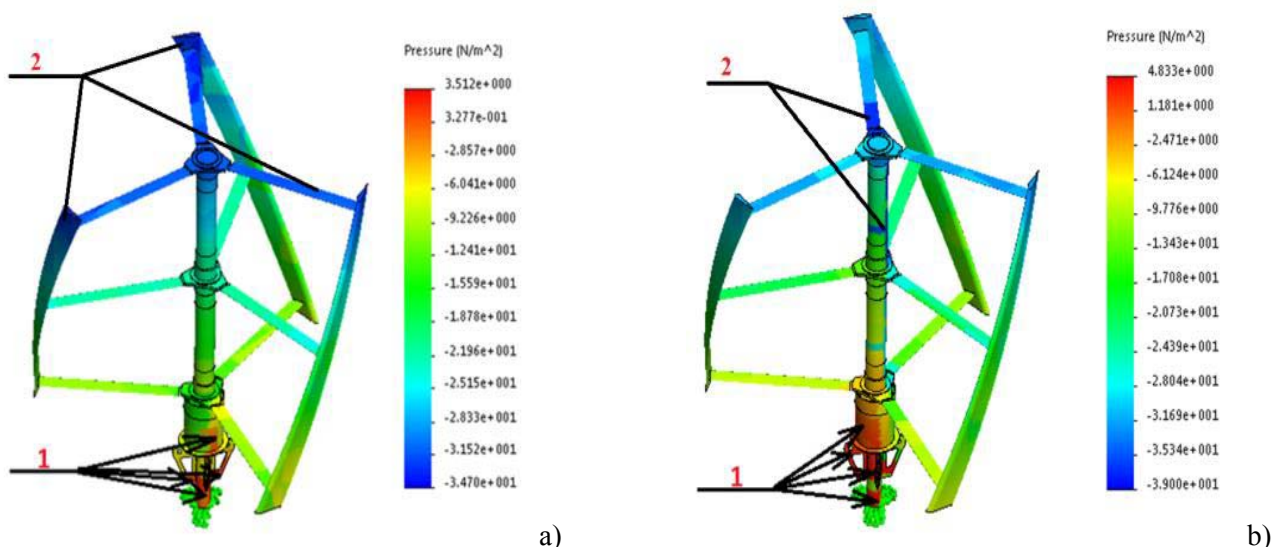 Pressure (N/m^2)
2
3.512e+000
3.277e-001
-2.857e+000
-6.041e+000
-9.226e+000
-1.241e+001
-1.559e+001
-1.878e+001
-2.196e+001
-2.515e+001
-2.833e+001
-3.152e+001
-3.470e+001
1
a)
Pressure (N/m^2)
2
4.833e+000
1.181e+000
-2.471e+000
-6.124e+000
-9.776e+000
-1.343e+001
-1.708e+001
-2.073e+001
-2.439e+001
-2.804e+001
-3.169e+001
-3.534e+001
-3.900e+001
1
b)